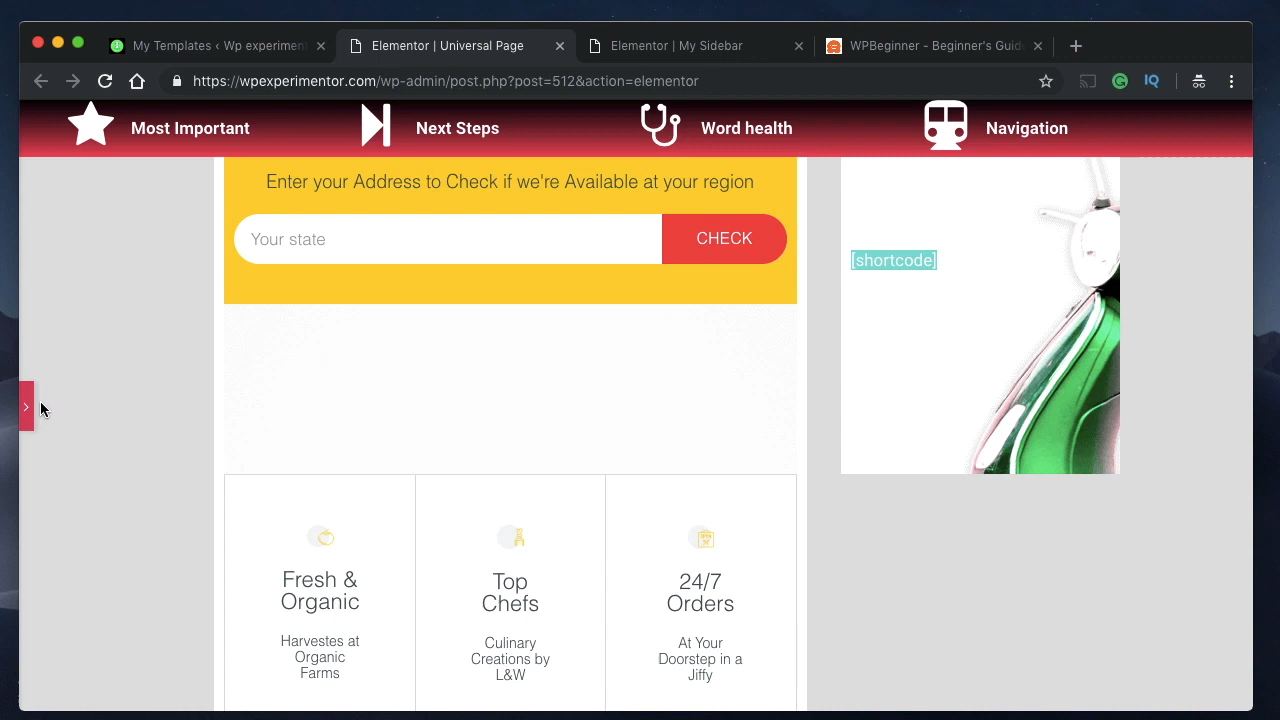 My Templates ‹ Wp experimen
Elementor | Universal Page
Elementor | My Sidebar
WPBeginner - Beginner's Guid
https://wpexperimentor.com/wp-admin/post.php?post=512&action=elementor
IQ
Most Important
Next Steps
Word health
Navigation
Enter your Address to Check if we're Available at your region
Your state
CHECK
[shortcode]
Fresh &
Organic
Harvestes at
Organic
Farms
Top
Chefs
Culinary
Creations by
L&W
24/7
Orders
At Your
Doorstep in a
Jiffy